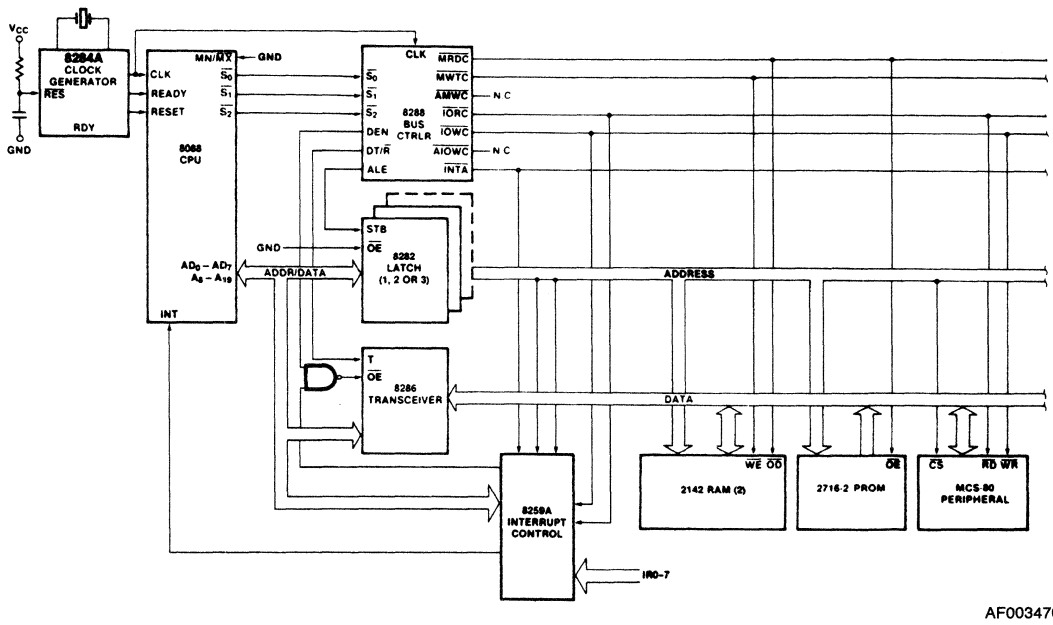 VCC
GND
8284A
CLOCK
GENERATOR
RES
RDY
CLK
READY
RESET
MN/MX
S0
S1
S2
GND
8088
CPU
AD0 – AD7
A8 – A19
INT
CLK
S0
S1
S2
DEN
DT/R
ALE
8288
BUS
CTRLR
MRDC
MWTC
AMWC
IORC
IOWC
AIOWC
INTA
N C
N C
GND
STB
OE
8282
LATCH
(1, 2 OR 3)
ADDR/DATA
ADDRESS
T
OE
8286
TRANSCEIVER
DATA
8259A
INTERRUPT
CONTROL
IR0-7
WE OD
2142 RAM (2)
OE
2716-2 PROM
CS RD WR
MCS-80
PERIPHERAL